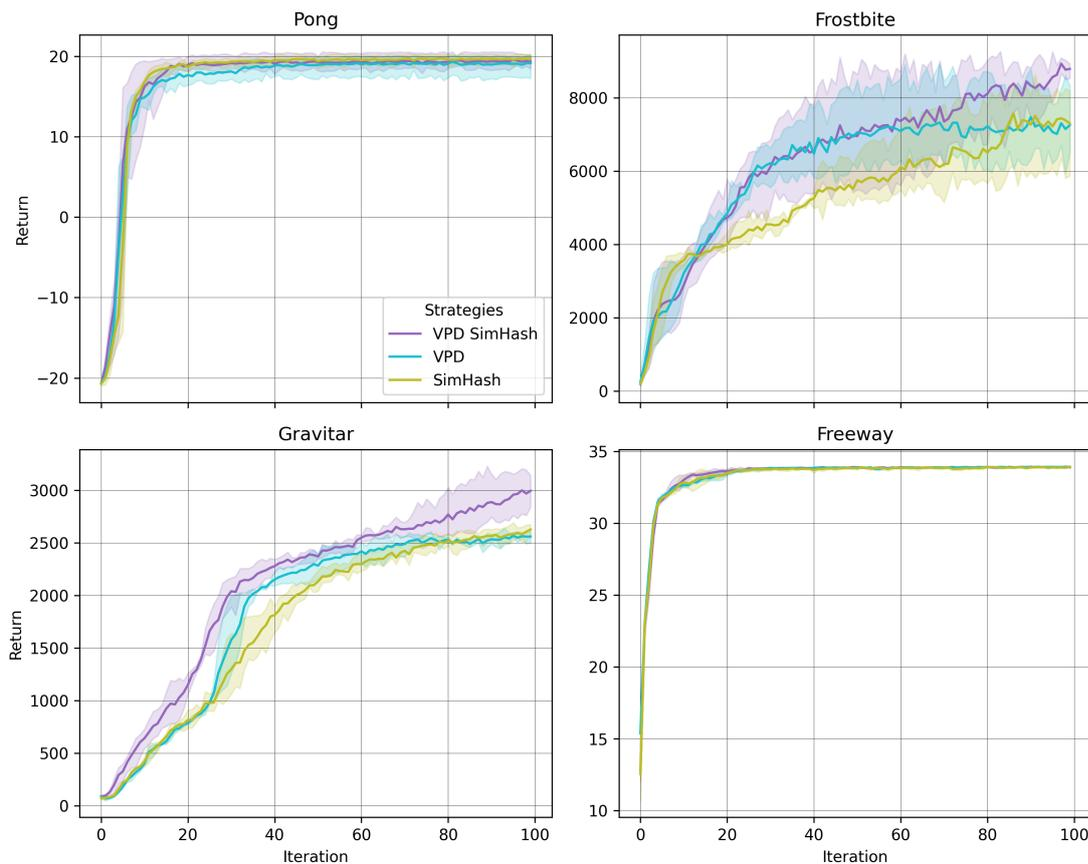 Pong
20
10
0
−10
−20
Return
Strategies
VPD SimHash
VPD
SimHash
Frostbite
8000
6000
4000
2000
0
Gravitar
3000
2500
2000
1500
1000
500
0
Return
0 20 40 60 80 100
Iteration
Freeway
35
30
25
20
15
10
0 20 40 60 80 100
Iteration